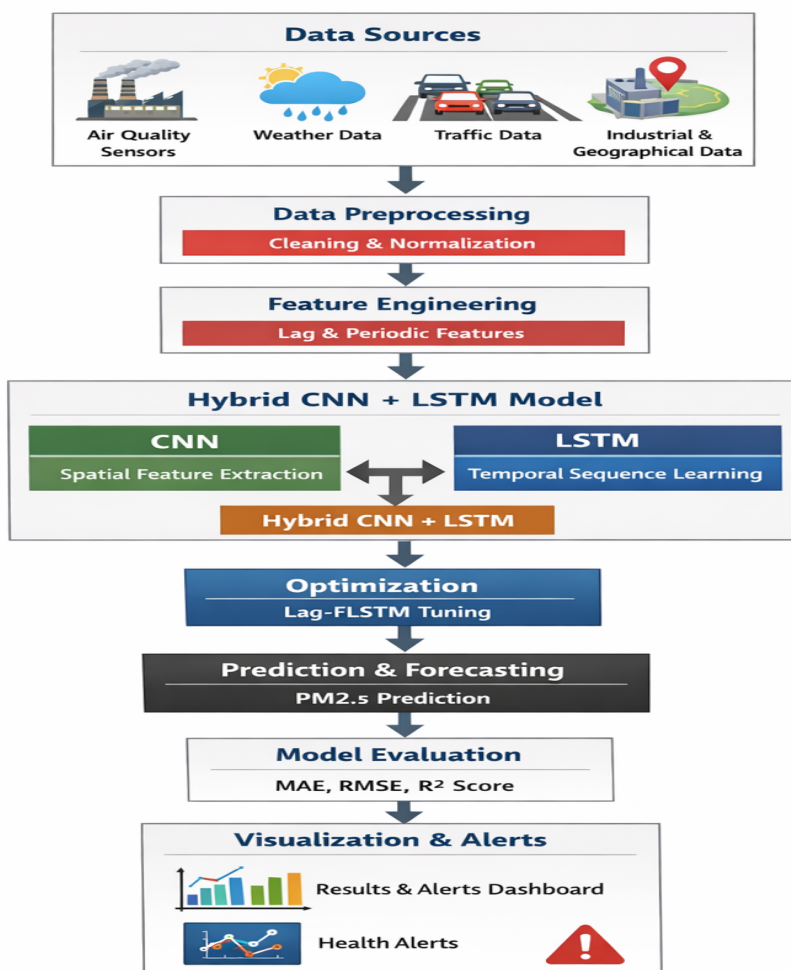 Data Sources
Air Quality
Sensors
Weather Data
Traffic Data
Industrial &
Geographical Data
Data Preprocessing
Cleaning & Normalization
Feature Engineering
Lag & Periodic Features
Hybrid CNN + LSTM Model
CNN
Spatial Feature Extraction
LSTM
Temporal Sequence Learning
Hybrid CNN + LSTM
Optimization
Lag-FLSTM Tuning
Prediction & Forecasting
PM2.5 Prediction
Model Evaluation
MAE, RMSE, R² Score
Visualization & Alerts
Results & Alerts Dashboard
Health Alerts